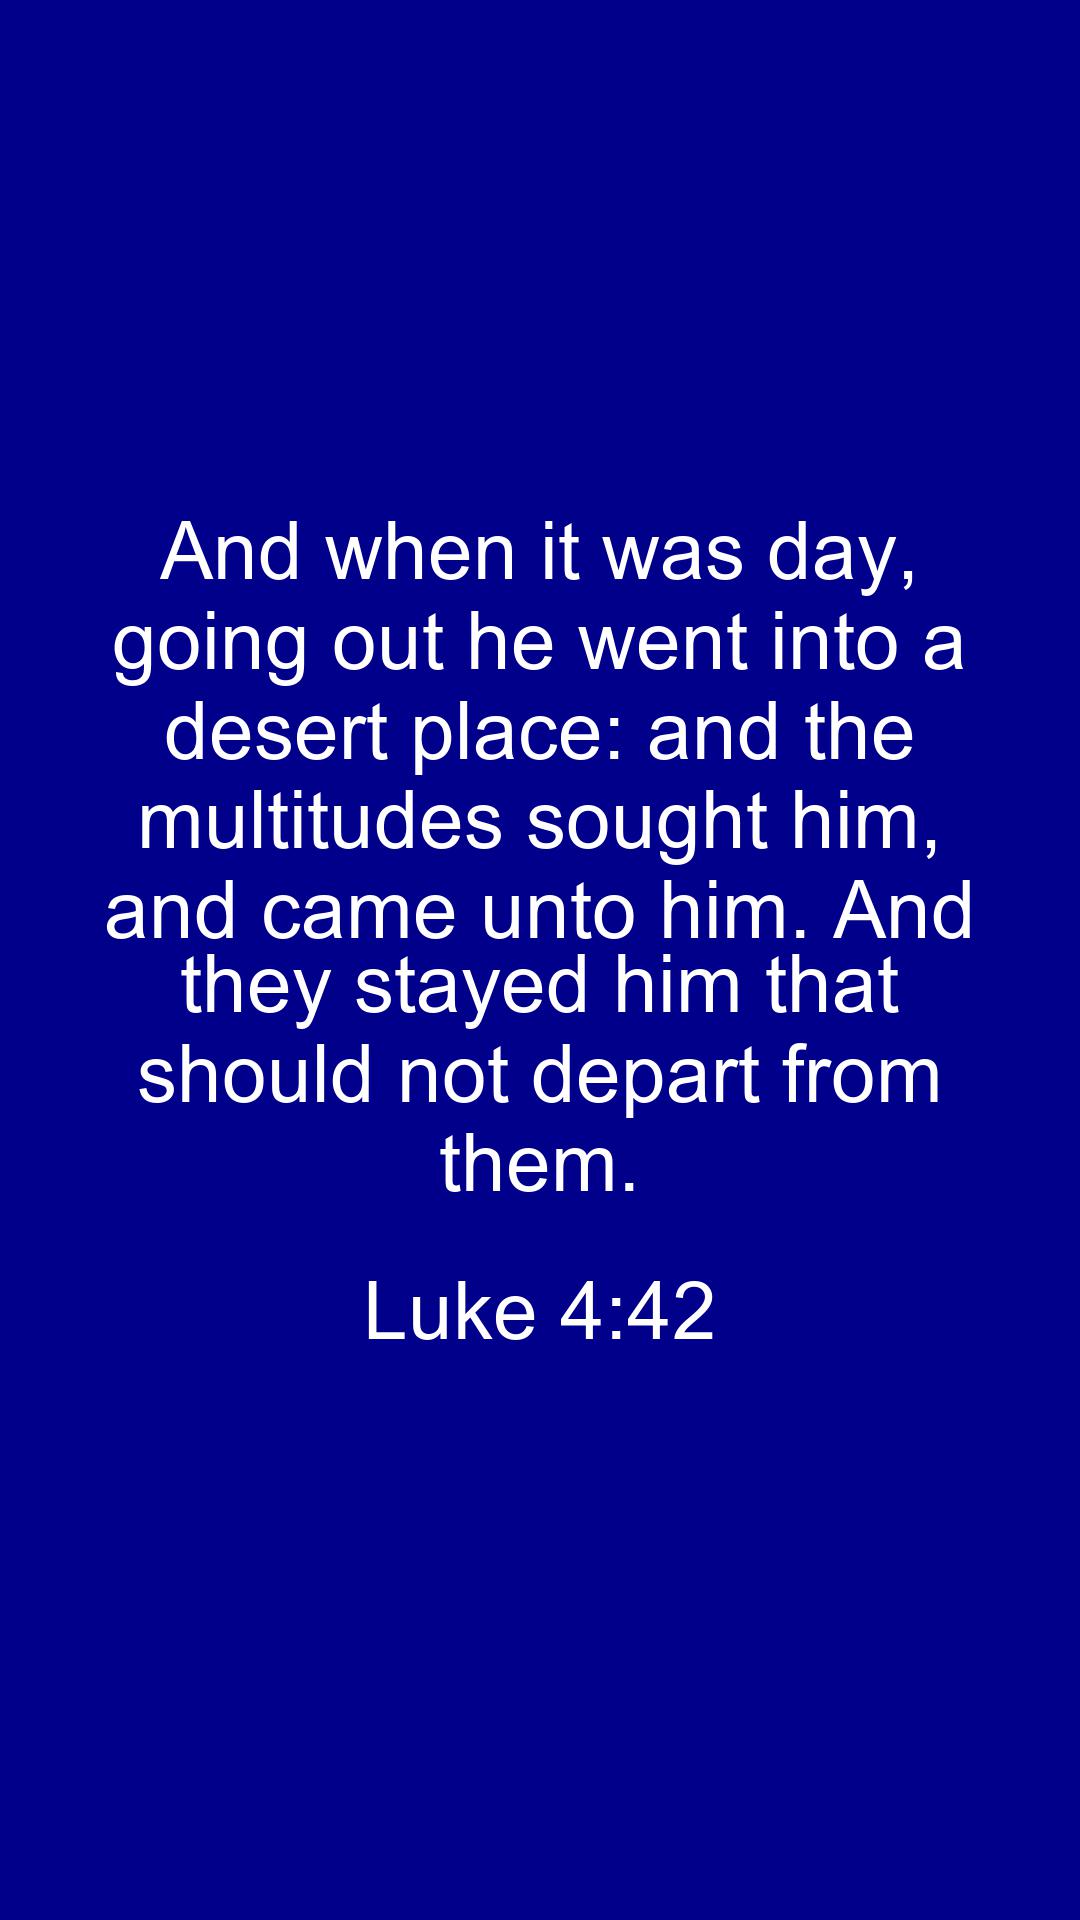 And when it was day,
going out he went into a
desert place: and the
multitudes sought him,
and came unto him. And
they stayed him that
should not depart from
them.
Luke 4:42